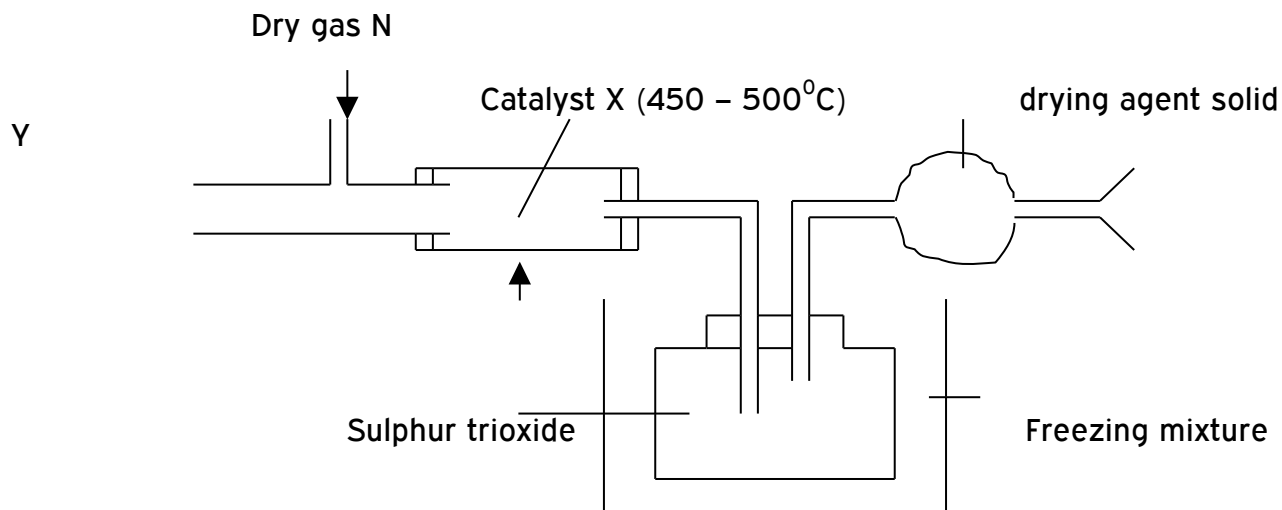 Dry gas N
Catalyst X (450 – 500⁰C)
drying agent solid
Y
Sulphur trioxide
Freezing mixture